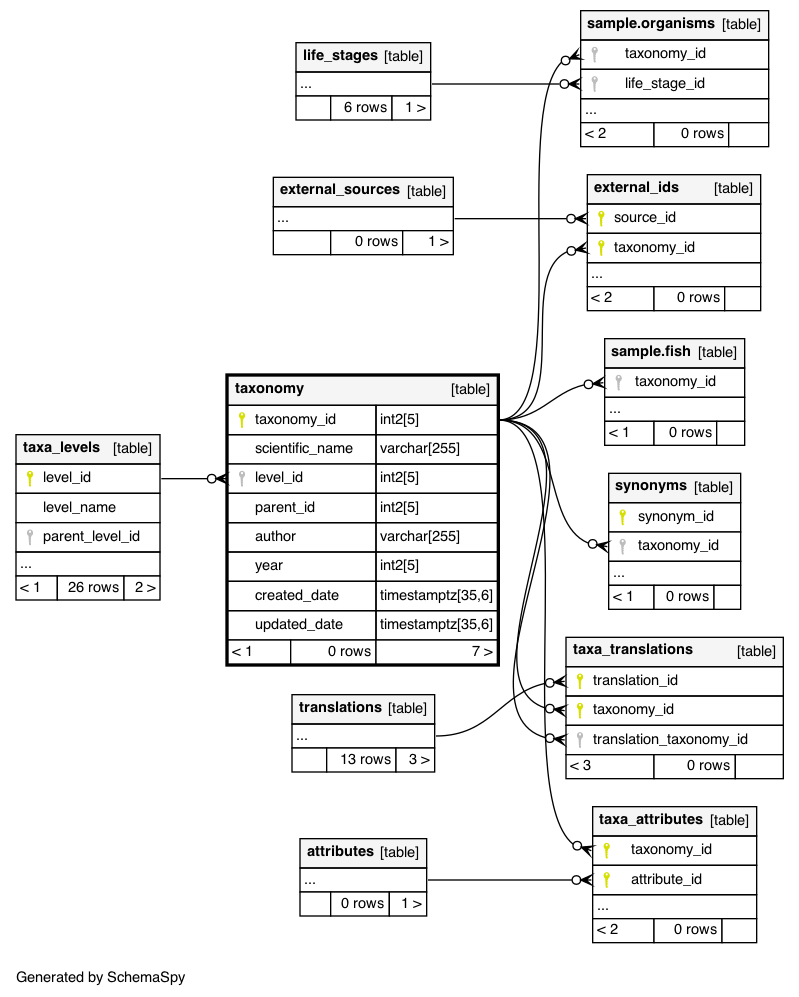 sample.organisms [table]
taxonomy_id
life_stage_id
...
< 2 0 rows
life_stages [table]
...
6 rows 1 >
external_sources [table]
...
0 rows 1 >
external_ids [table]
source_id
taxonomy_id
...
< 2 0 rows
sample.fish [table]
taxonomy_id
...
< 1 0 rows
taxonomy [table]
taxonomy_id int2[5]
scientific_name varchar[255]
level_id int2[5]
parent_id int2[5]
author varchar[255]
year int2[5]
created_date timestamptz[35,6]
updated_date timestamptz[35,6]
< 1 0 rows 7 >
taxa_levels [table]
level_id
level_name
parent_level_id
...
< 1 26 rows 2 >
synonyms [table]
synonym_id
taxonomy_id
...
< 1 0 rows
taxa_translations [table]
translation_id
taxonomy_id
translation_taxonomy_id
< 3 0 rows
translations [table]
...
13 rows 3 >
taxa_attributes [table]
taxonomy_id
attribute_id
...
< 2 0 rows
attributes [table]
...
0 rows 1 >
Generated by SchemaSpy